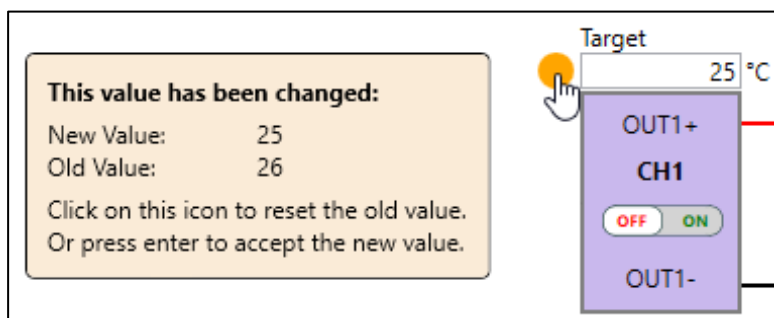 This value has been changed:
New Value: 25
Old Value: 26
Click on this icon to reset the old value.
Or press enter to accept the new value.
Target
25 °C
OUT1+
CH1
OFF ON
OUT1-